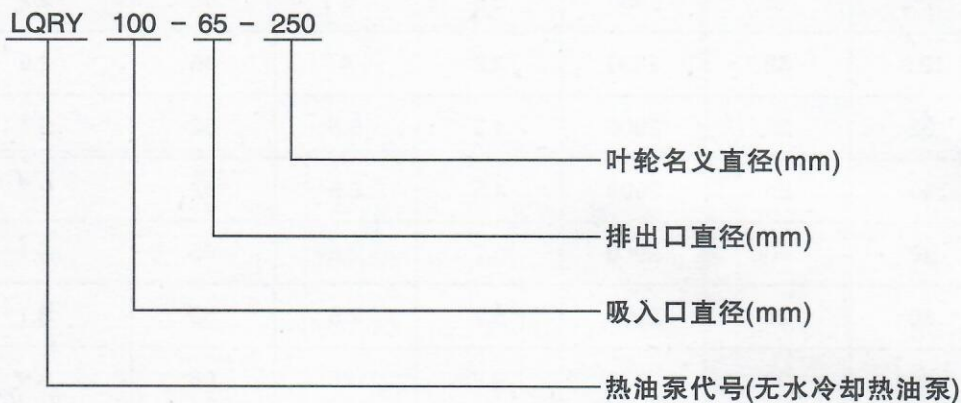 LQRY 100 - 65 - 250
叶轮名义直径(mm)
排出口直径(mm)
吸入口直径(mm)
热油泵代号(无水冷却热油泵)